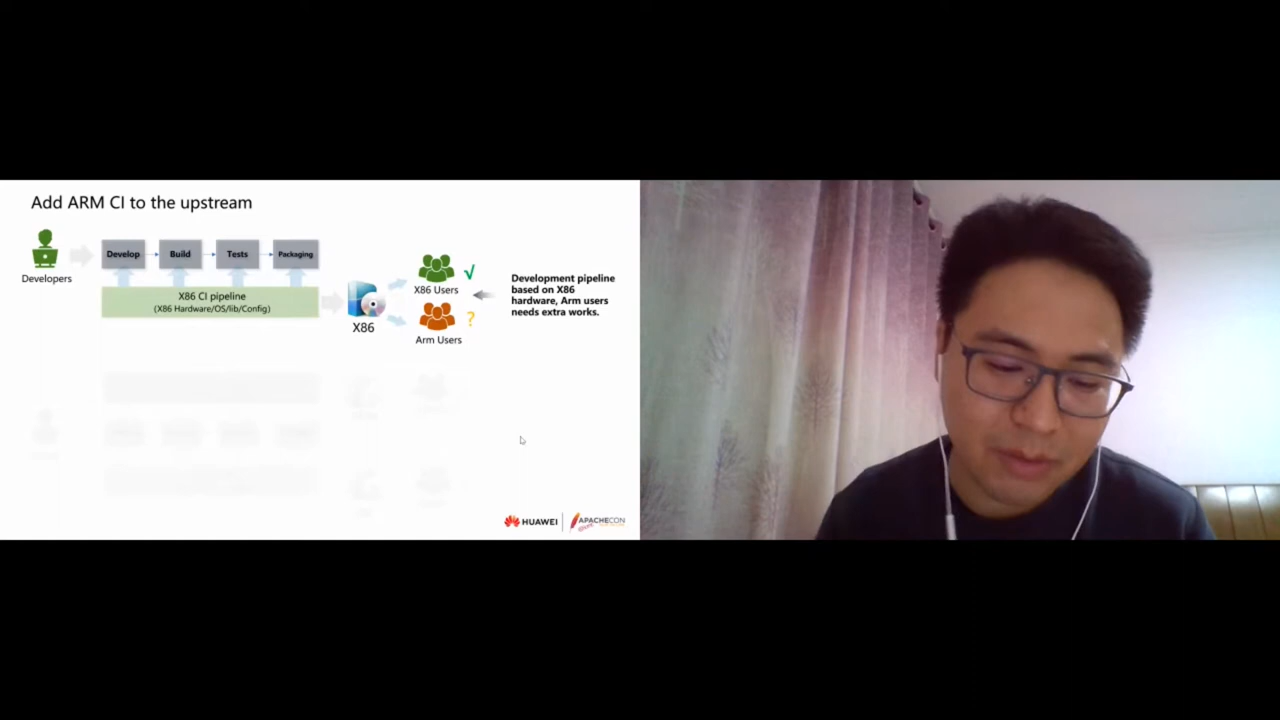 Add ARM CI to the upstream
Developers
Develop
Build
Tests
Packaging
X86 CI pipeline
(X86 Hardware/OS/lib/Config)
X86
X86 Users
√
Arm Users
?
Development pipeline
based on X86
hardware, Arm users
needs extra works.
HUAWEI
APACHECON